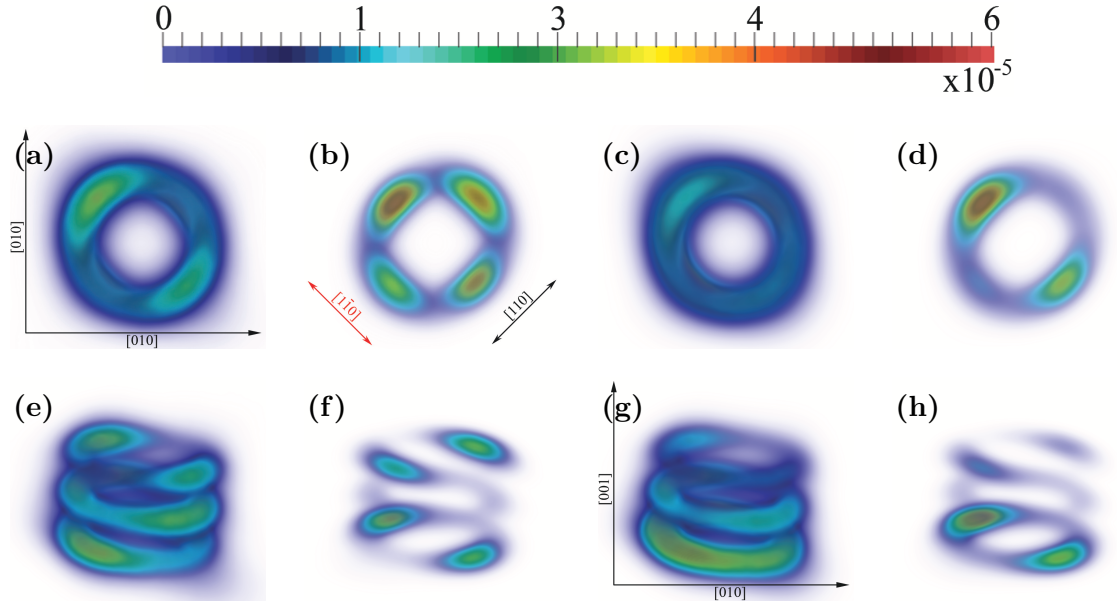 0 1 3 4 6
x10-5
(a) (b) (c) (d)
[010]
[11̄0]
[110]
[010]
(e) (f) (g) (h)
[001]
[010]